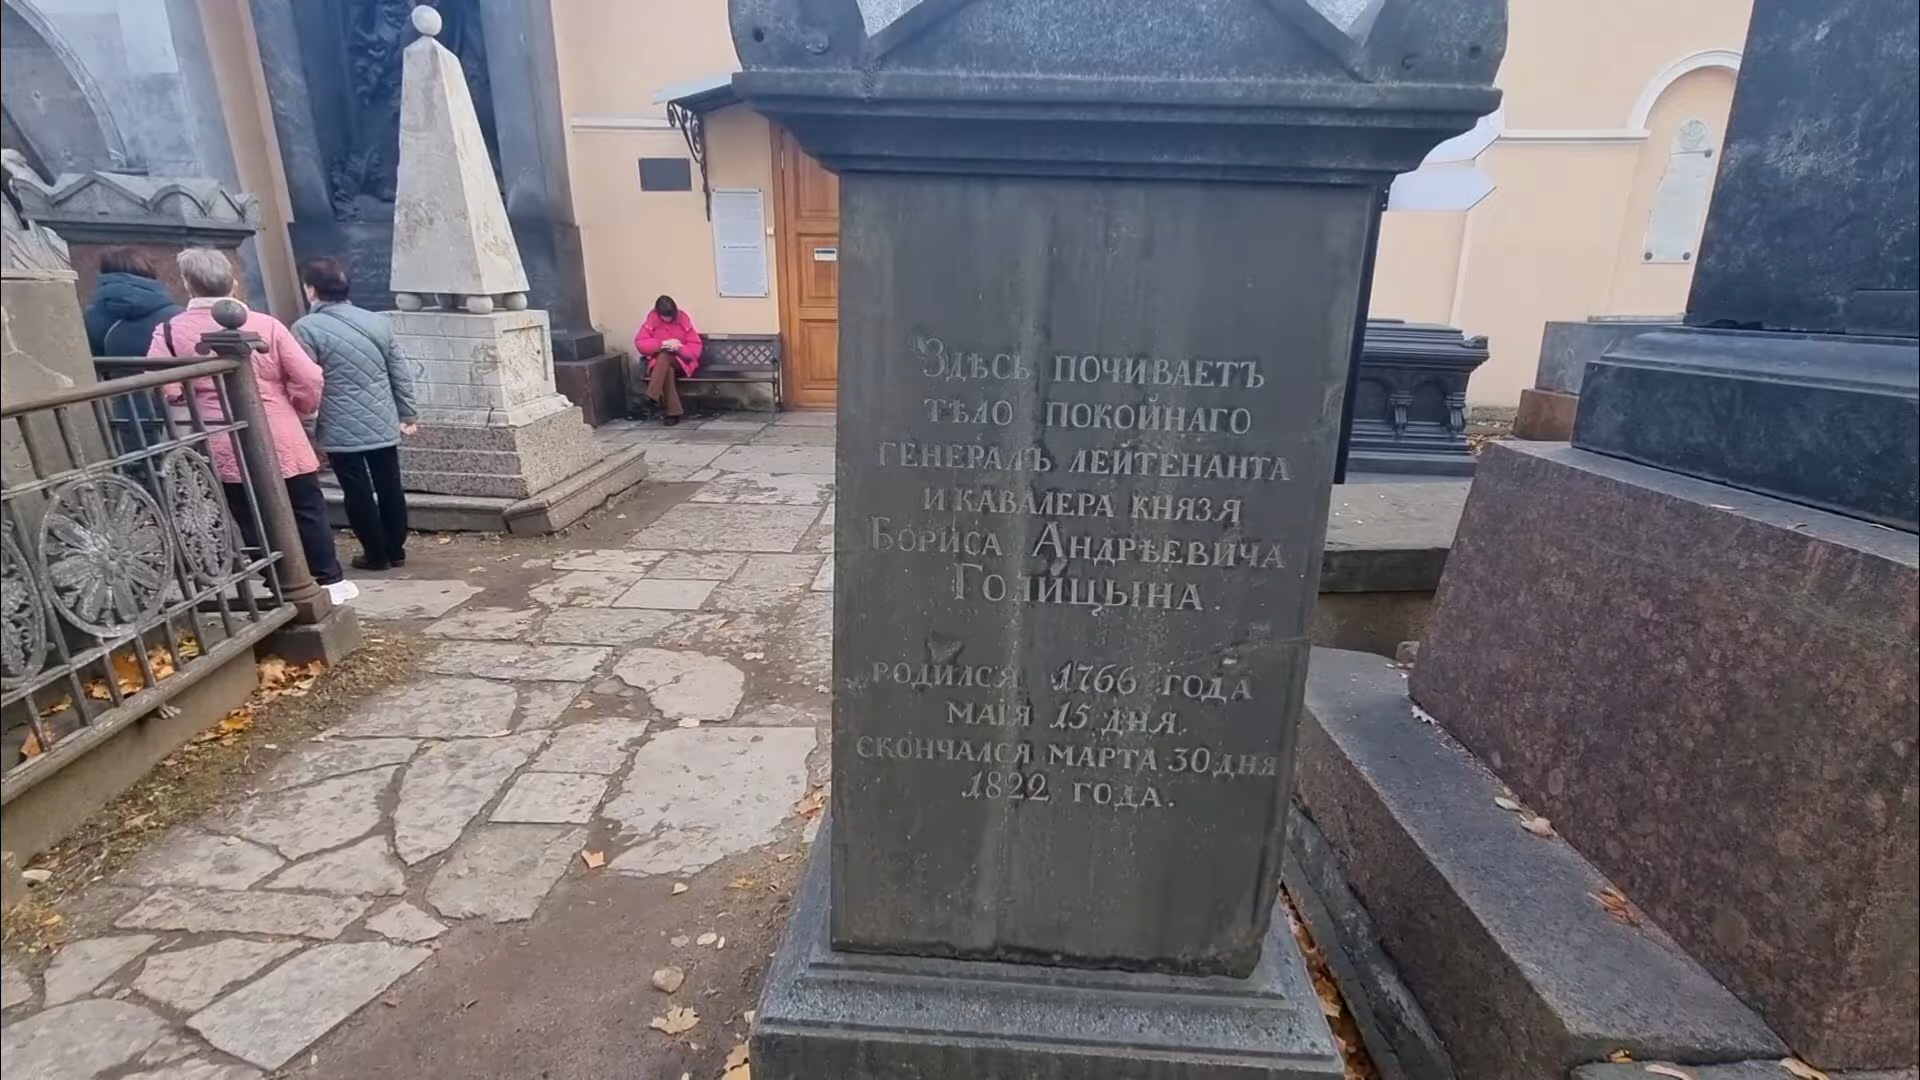 Здѣсь почиваетъ
тѣло покойнаго
генералъ лейтенанта
и кавалера князя
Бориса Андрѣевича
Голицына.
родился 1766 года
маія 15 дня.
скончался марта 30 дня
1822 года.